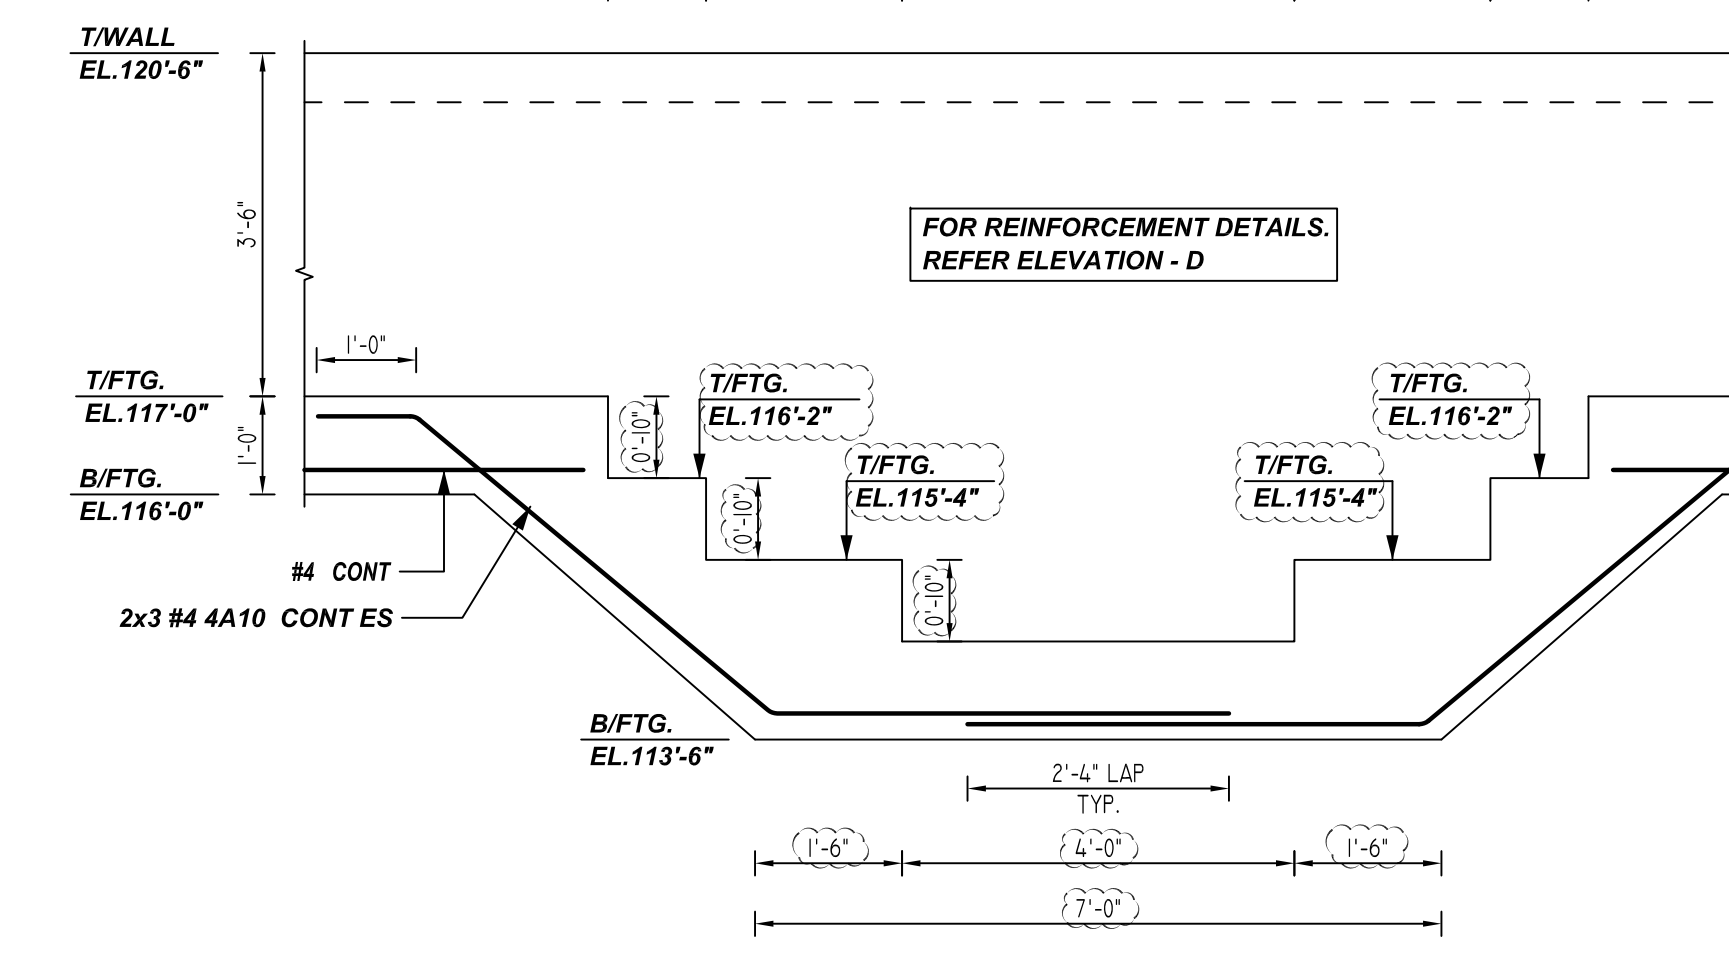 T/WALL
EL.120'-6"
3'-6"
FOR REINFORCEMENT DETAILS.
REFER ELEVATION - D
1'-0"
T/FTG.
EL.117'-0"
1'-0"
B/FTG.
EL.116'-0"
0'-10"
T/FTG.
EL.116'-2"
T/FTG.
EL.116'-2"
0'-10"
T/FTG.
EL.115'-4"
T/FTG.
EL.115'-4"
0'-10"
#4 CONT
2x3 #4 4A10 CONT ES
B/FTG.
EL.113'-6"
2'-4" LAP
TYP.
1'-6"
4'-0"
1'-6"
7'-0"